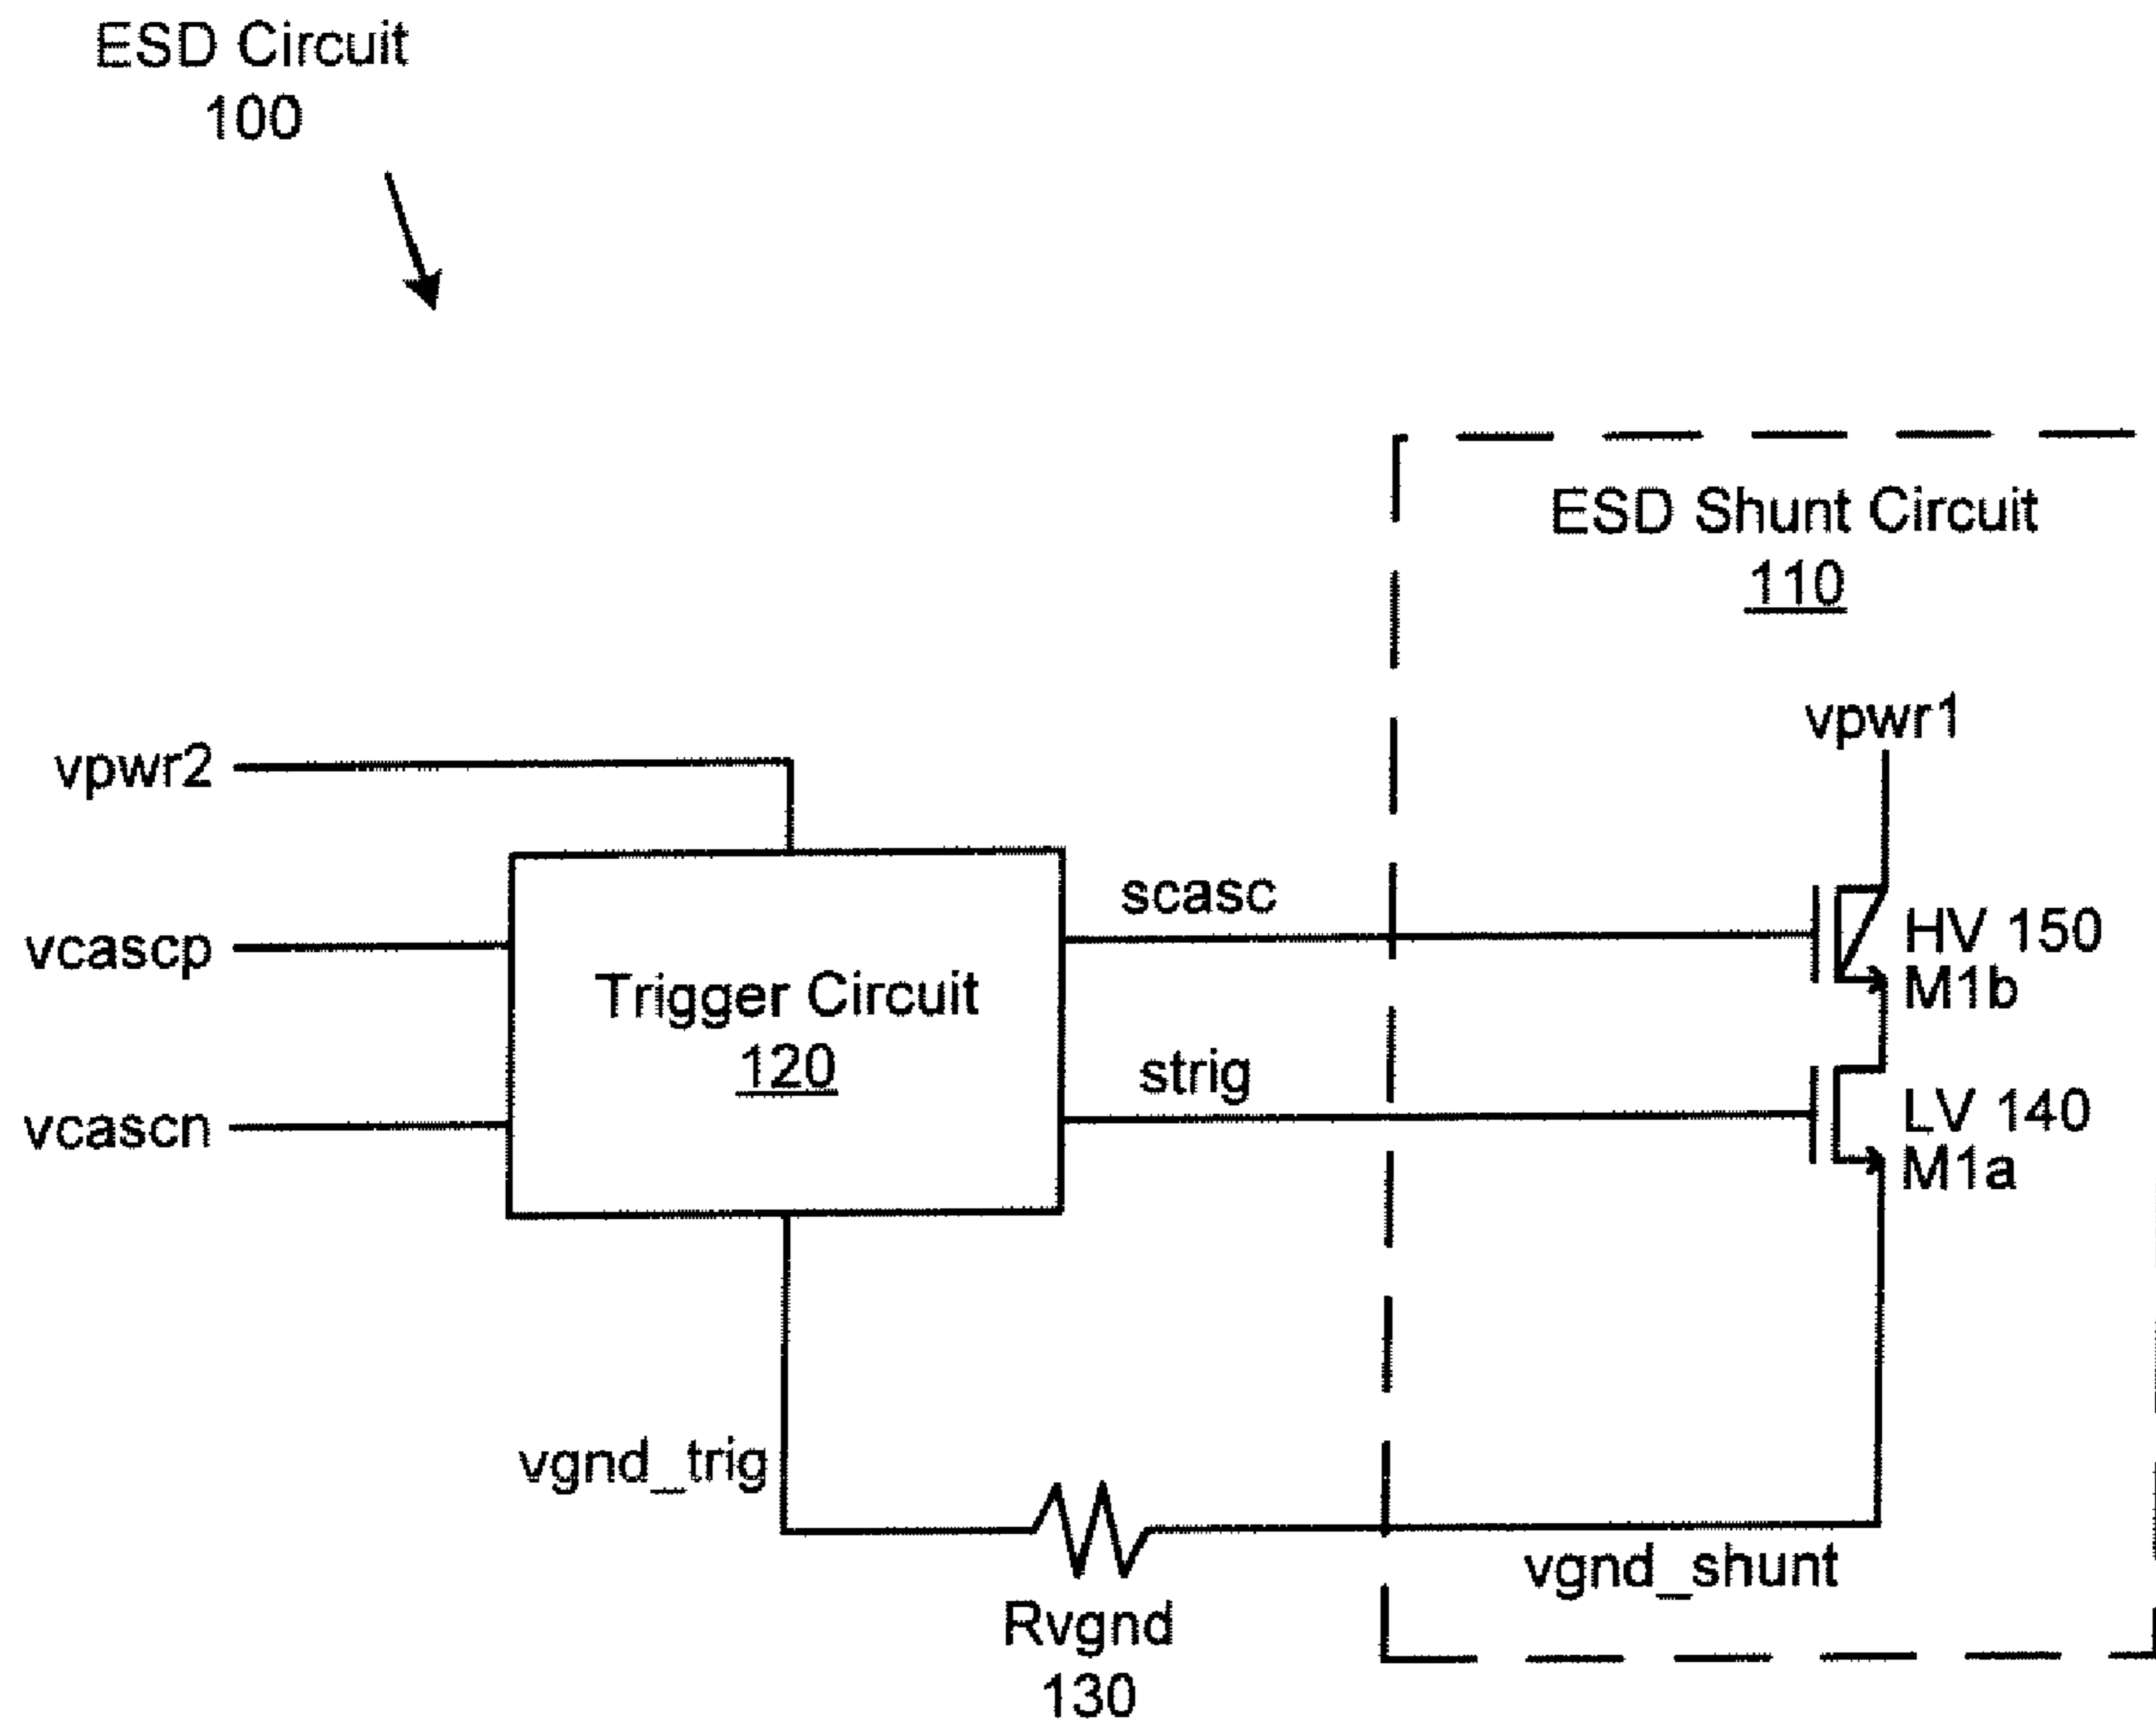 ESD Circuit
100
ESD Shunt Circuit
110
vpwr1
vpwr2
vcascp
vcascn
Trigger Circuit
120
scasc
strig
HV 150
M1b
LV 140
M1a
vgnd_trig
Rvgnd
130
vgnd_shunt